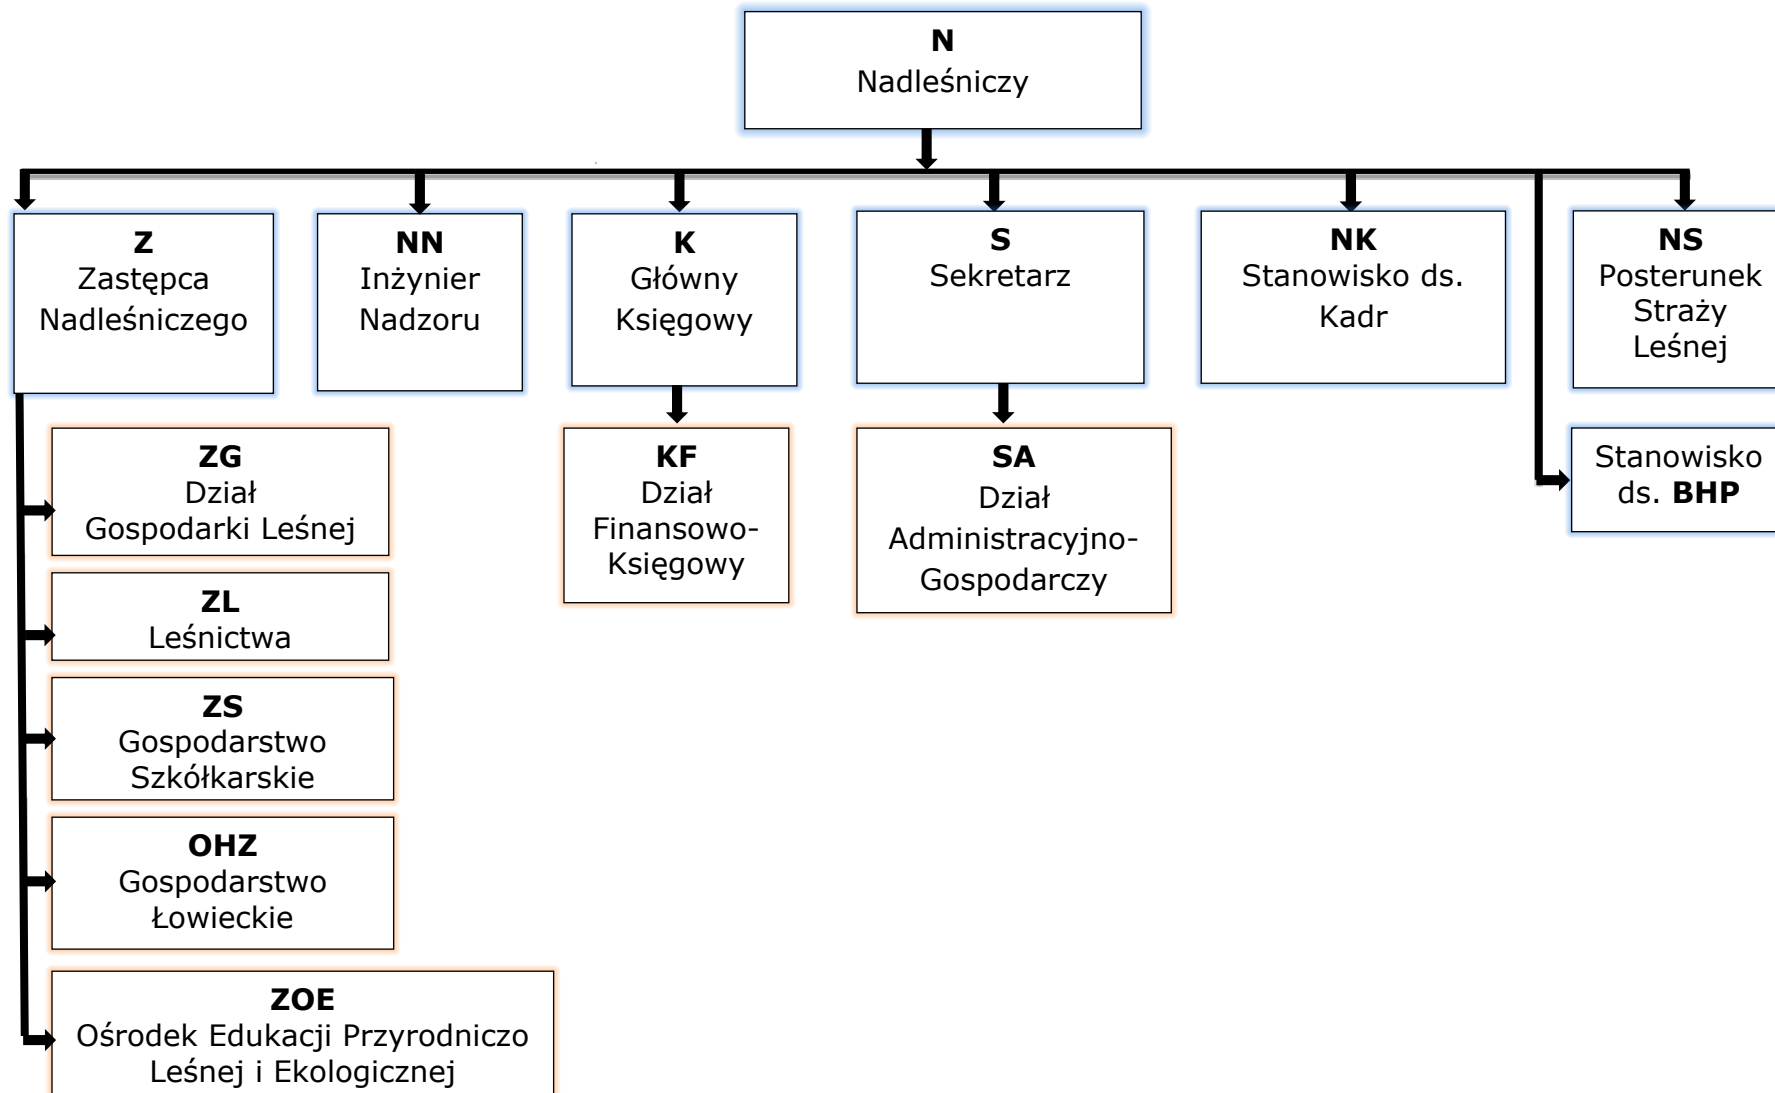 N
Nadleśniczy
Z
Zastępca
Nadleśniczego
NN
Inżynier
Nadzoru
K
Główny
Księgowy
S
Sekretarz
NK
Stanowisko ds.
Kadr
NS
Posterunek
Straży
Leśnej
ZG
Dział
Gospodarki Leśnej
KF
Dział
Finansowo-
Księgowy
SA
Dział
Administracyjno-
Gospodarczy
Stanowisko
ds. BHP
ZL
Leśnictwa
ZS
Gospodarstwo
Szkółkarskie
OHZ
Gospodarstwo
Łowieckie
ZOE
Ośrodek Edukacji Przyrodniczo
Leśnej i Ekologicznej